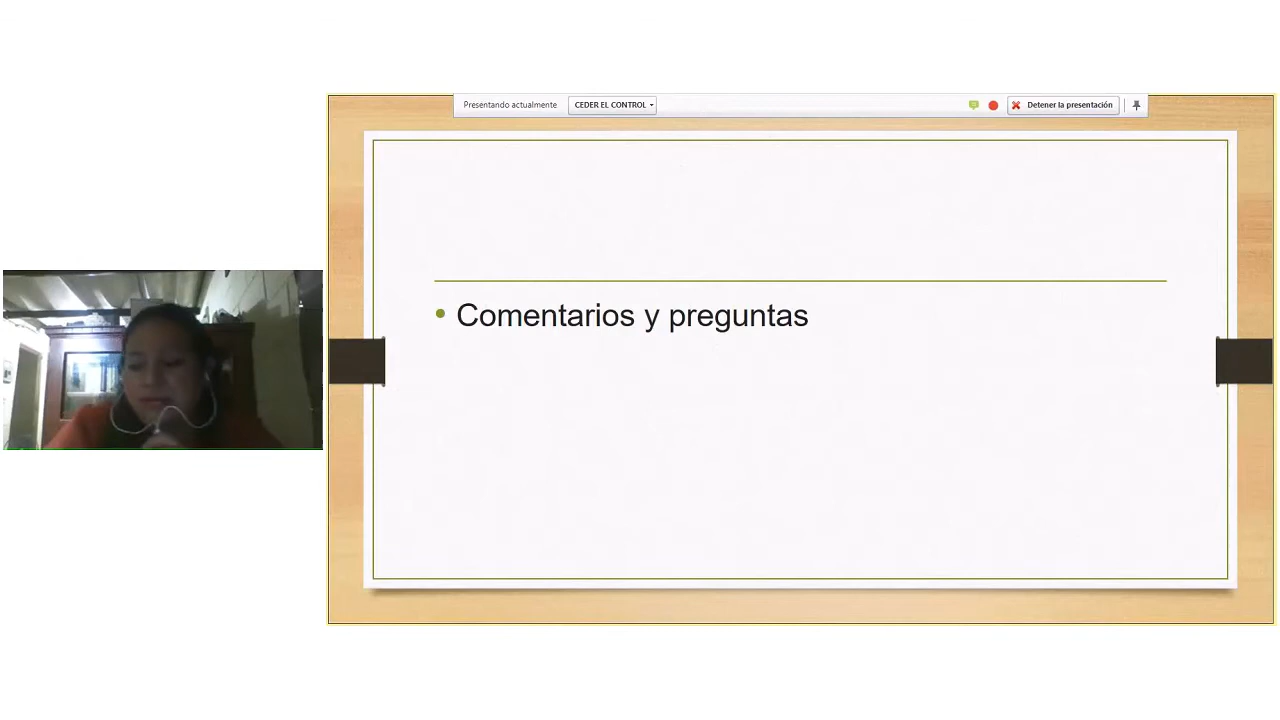 Presentando actualmente CEDER EL CONTROL Detener la presentación
• Comentarios y preguntas